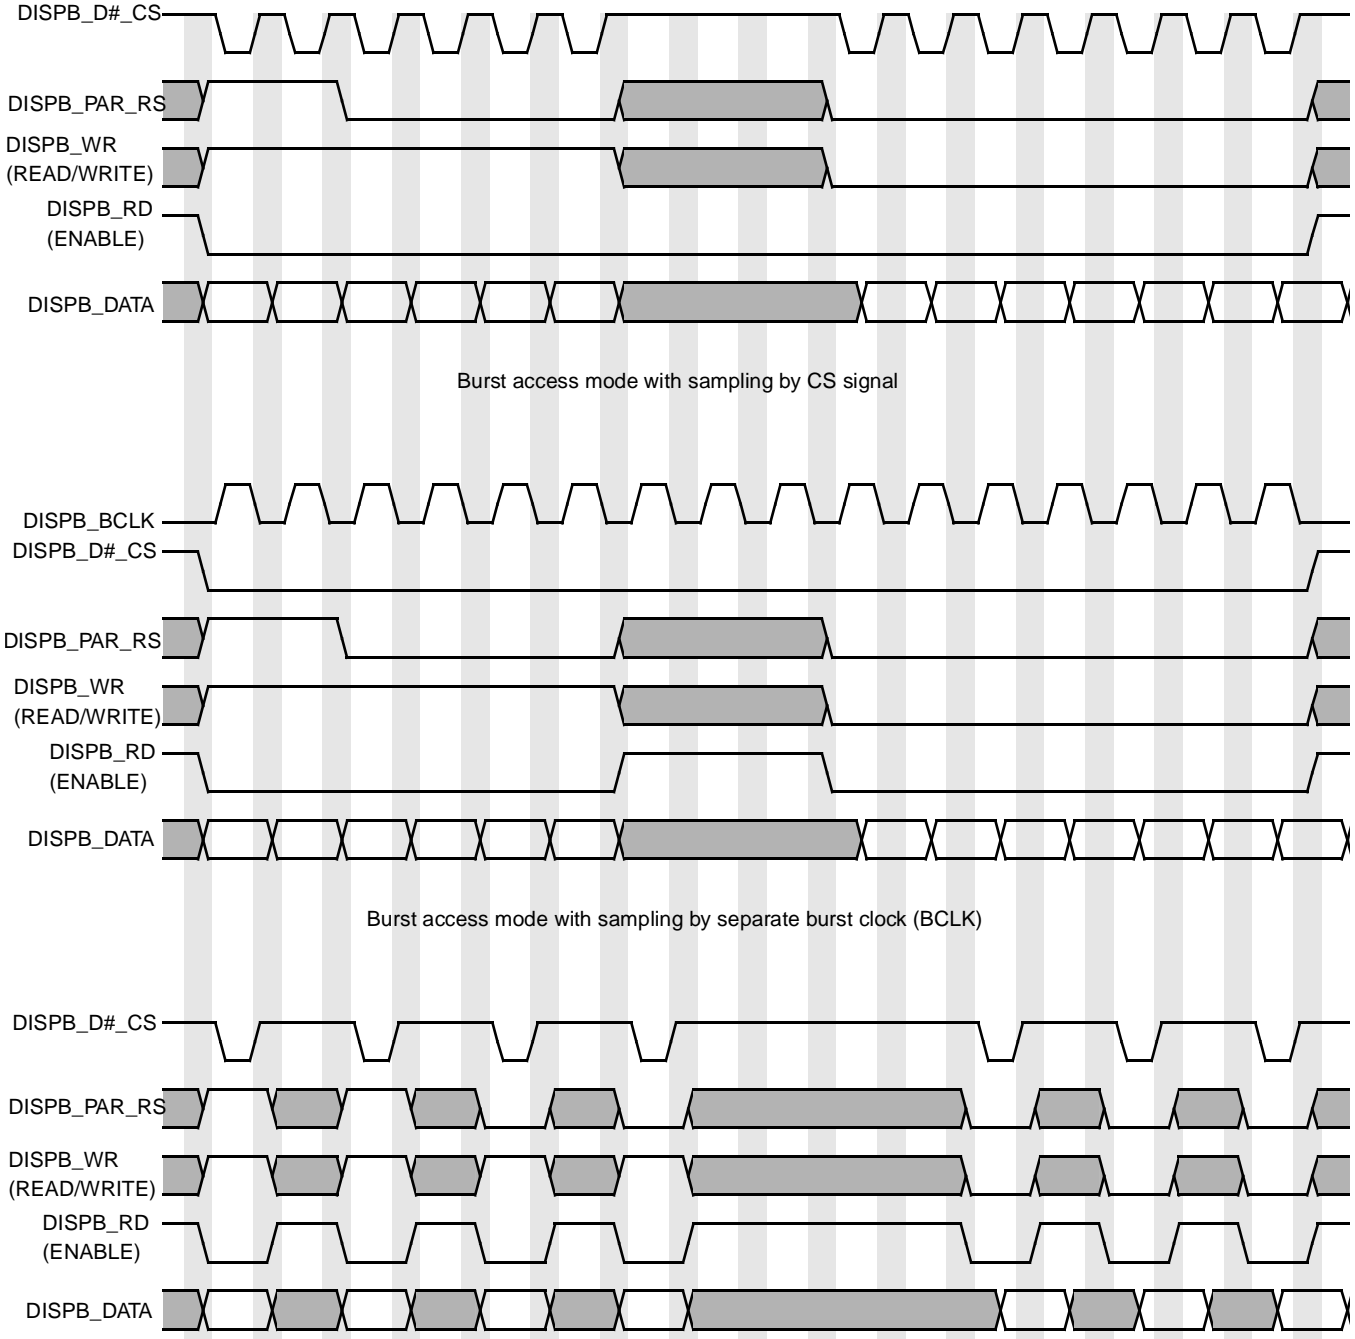 DISPB_D#_CS
DISPB_PAR_RS
DISPB_WR
(READ/WRITE)
DISPB_RD
(ENABLE)
DISPB_DATA
Burst access mode with sampling by CS signal
DISPB_BCLK
DISPB_D#_CS
DISPB_PAR_RS
DISPB_WR
(READ/WRITE)
DISPB_RD
(ENABLE)
DISPB_DATA
Burst access mode with sampling by separate burst clock (BCLK)
DISPB_D#_CS
DISPB_PAR_RS
DISPB_WR
(READ/WRITE)
DISPB_RD
(ENABLE)
DISPB_DATA